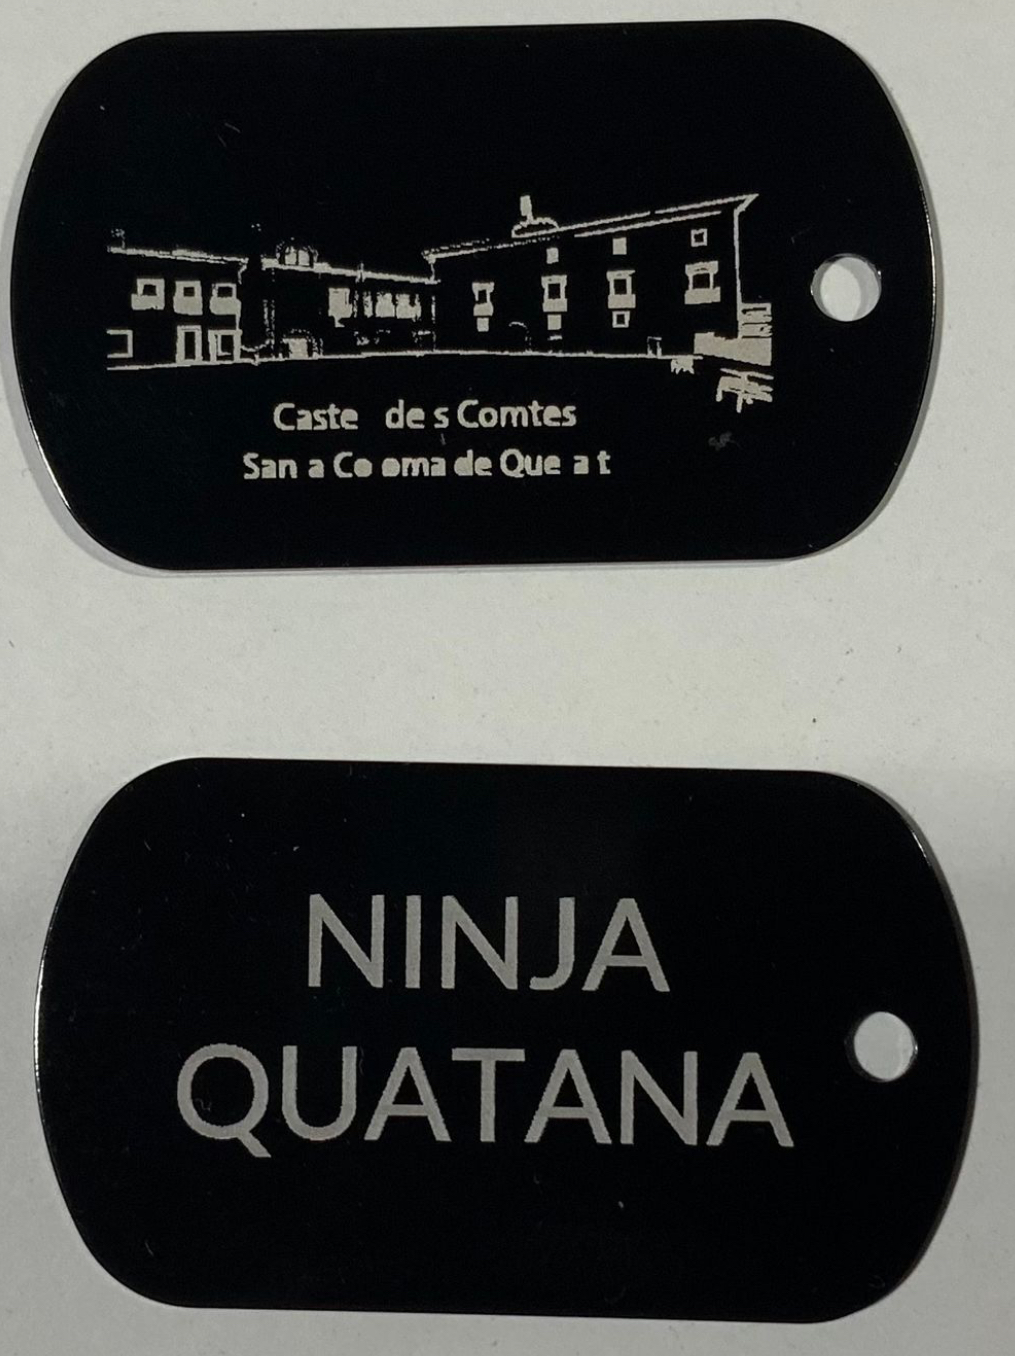 Caste de s Comtes
San a Co oma de Que a t
NINJA
QUATANA